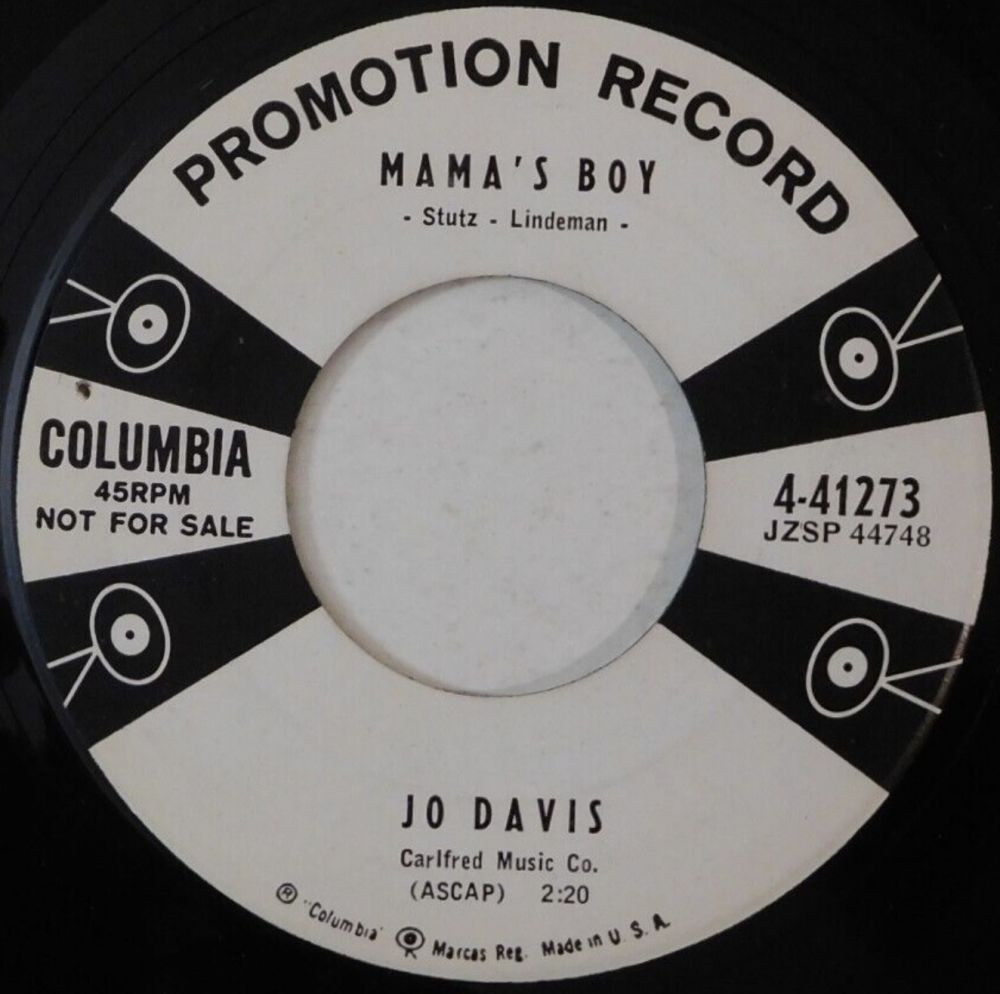 PROMOTION RECORD
MAMA'S BOY
- Stutz - Lindeman -
COLUMBIA
45RPM
NOT FOR SALE
4-41273
JZSP 44748
JO DAVIS
Carlfred Music Co.
(ASCAP) 2:20
® "Columbia" Marcas Reg. Made in U. S. A.